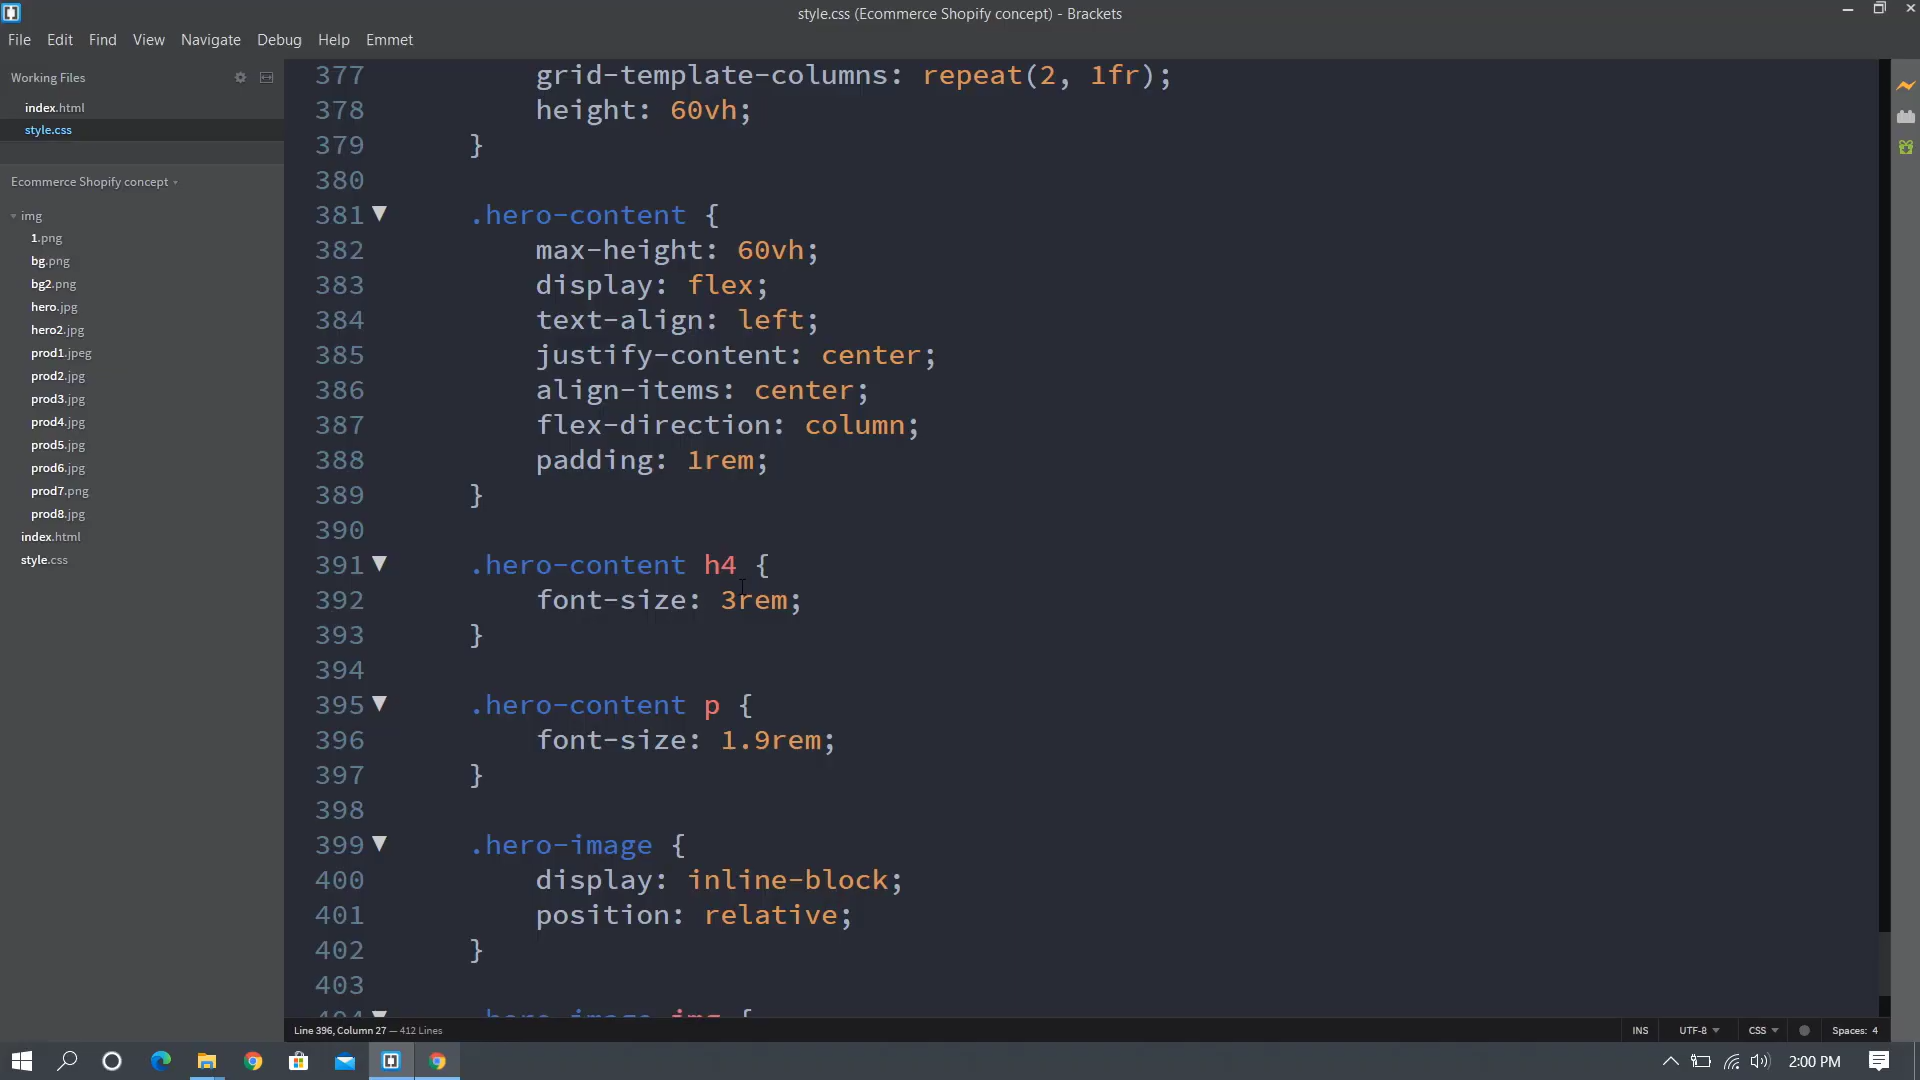 style.css (Ecommerce Shopify concept) - Brackets
File Edit Find View Navigate Debug Help Emmet
Working Files
index.html
style.css
Ecommerce Shopify concept
img
1.png
bg.png
bg2.png
hero.jpg
hero2.jpg
prod1.jpeg
prod2.jpg
prod3.jpg
prod4.jpg
prod5.jpg
prod6.jpg
prod7.png
prod8.jpg
index.html
style.css
377 grid-template-columns: repeat(2, 1fr);
378 height: 60vh;
379 }
380
381 .hero-content {
382 max-height: 60vh;
383 display: flex;
384 text-align: left;
385 justify-content: center;
386 align-items: center;
387 flex-direction: column;
388 padding: 1rem;
389 }
390
391 .hero-content h4 {
392 font-size: 3rem;
393 }
394
395 .hero-content p {
396 font-size: 1.9rem;
397 }
398
399 .hero-image {
400 display: inline-block;
401 position: relative;
402 }
403
404 .hero-image img {
Line 396, Column 27 — 412 Lines
INS UTF-8 CSS Spaces: 4
2:00 PM